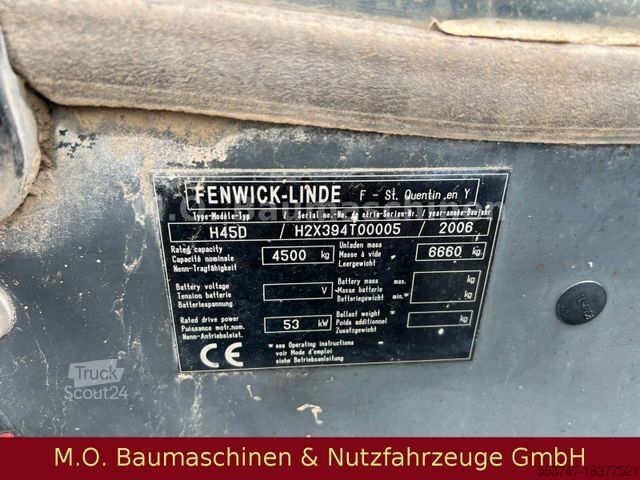 FENWICK-LINDE F - St. Quentin en Y
Type-Modèle-Typ Serial no.-No. de série-Serien-Nr. / year-année-Baujahr
H45D / H2X394T00005 / 2006
Rated capacity
Capacité nominale 4500 kg
Nenn-Tragfähigkeit
Unladen mass
Masse à vide 6660 kg
Leergewicht
Battery voltage
Tension batterie V
Batteriespannung
Battery mass max. kg
Masse batterie
Batteriegewicht min. kg
Rated drive power
Puissance motr.nom. 53 kW
Nenn-Antriebsleist.
Ballast weight
Poids additionnel kg
Zusatzgewicht
CE
* see Operating instructions
voir Mode d'emploi
siehe Betriebsanleitung
Truck
Scout24
M.O. Baumaschinen & Nutzfahrzeuge GmbH
653747-18377521